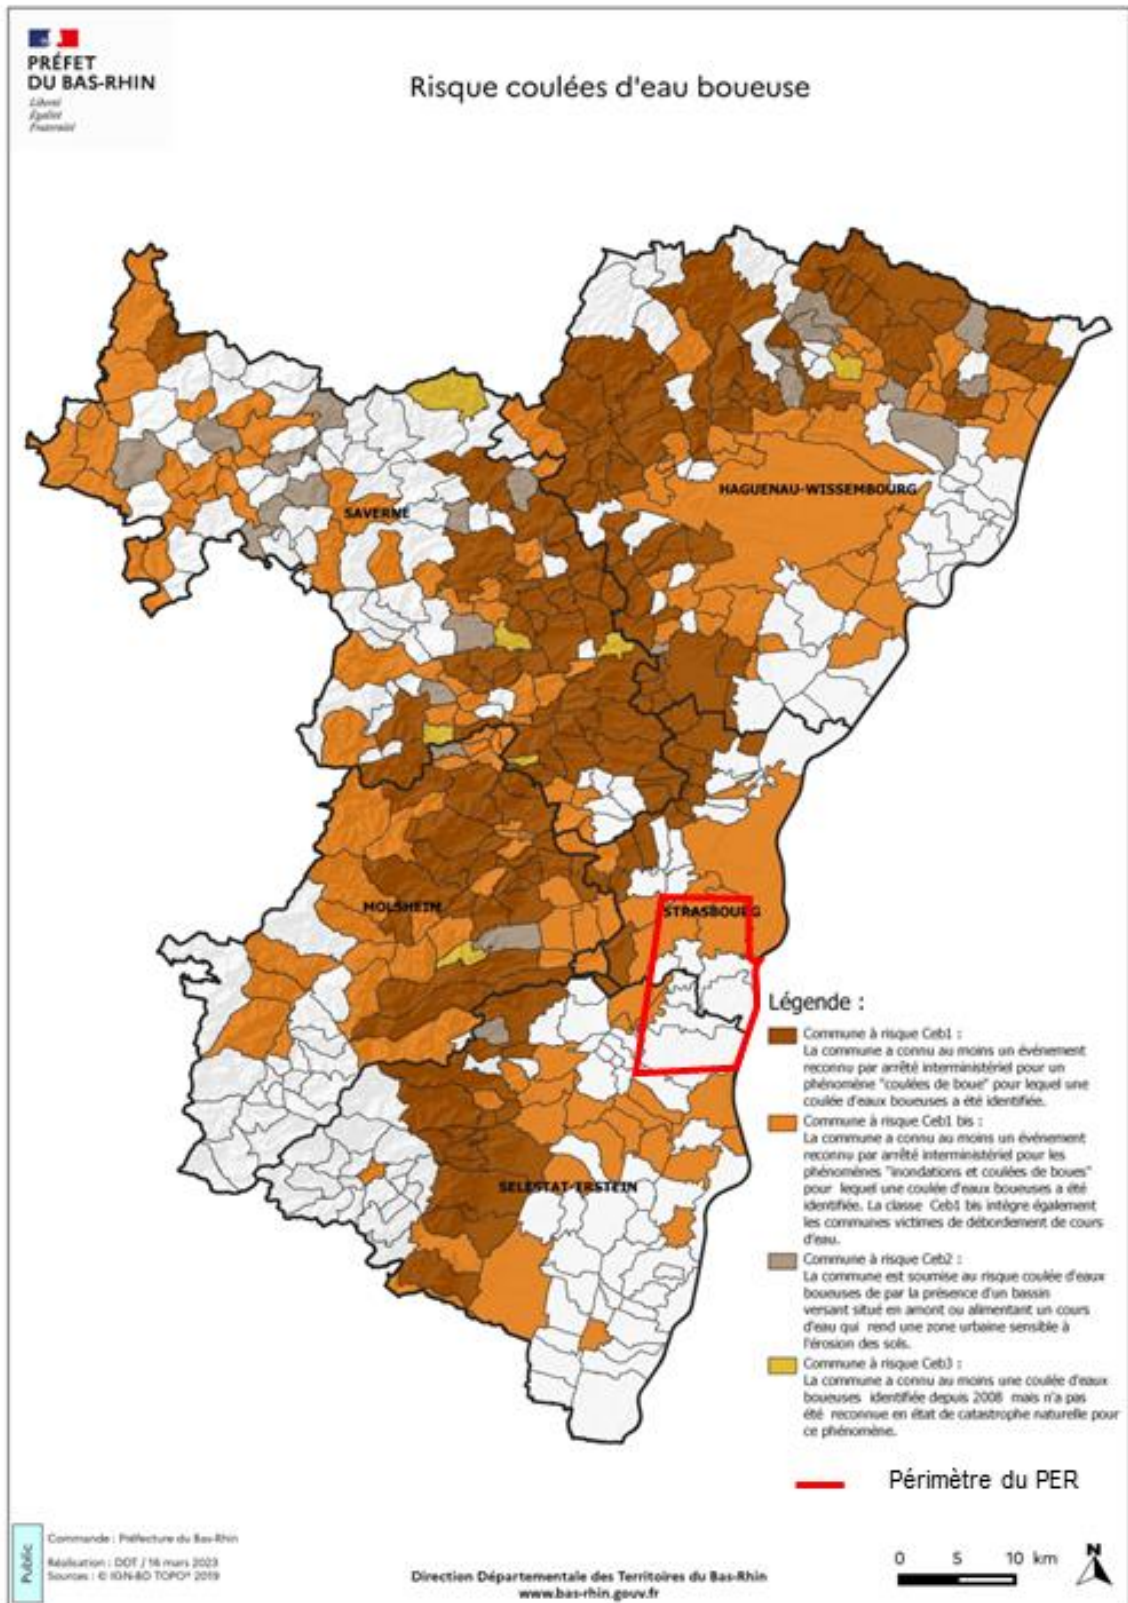 PRÉFET
DU BAS-RHIN
Liberté
Égalité
Fraternité
Risque coulées d'eau boueuse
HAGUENAU-WISSEMBOURG
SAVERNE
MOLSHEIM
STRASBOURG
SELESTAT-ERSTEIN
Légende :
Commune à risque Ceb1 :
La commune a connu au moins un événement
reconnu par arrêté interministériel pour un
phénomène "coulées de boue" pour lequel une
coulée d'eaux boueuses a été identifiée.
Commune à risque Ceb1 bis :
La commune a connu au moins un événement
reconnu par arrêté interministériel pour les
phénomènes "inondations et coulées de boues"
pour lequel une coulée d'eaux boueuses a été
identifiée. La classe Ceb1 bis intègre également
les communes victimes de débordement de cours
d'eau.
Commune à risque Ceb2 :
La commune est soumise au risque coulée d'eaux
boueuses de par la présence d'un bassin
versant situé en amont ou alimentant un cours
d'eau qui rend une zone urbaine sensible à
l'érosion des sols.
Commune à risque Ceb3 :
La commune a connu au moins une coulée d'eaux
boueuses identifiée depuis 2008 mais n'a pas
été reconnue en état de catastrophe naturelle pour
ce phénomène.
Périmètre du PER
Public
Commande : Préfecture du Bas-Rhin
Réalisation : DDT / 16 mars 2023
Sources : © IGN-BD TOPO® 2019
Direction Départementale des Territoires du Bas-Rhin
www.bas-rhin.gouv.fr
0 5 10 km
N